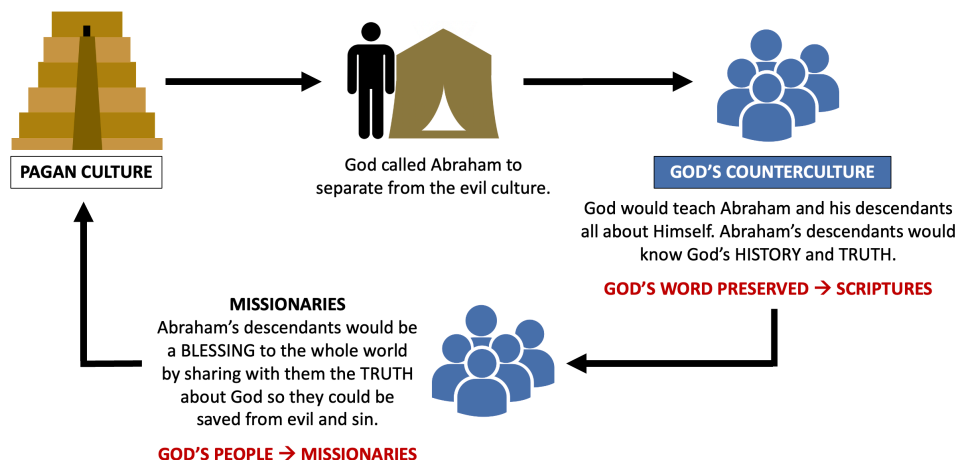 PAGAN CULTURE
God called Abraham to
separate from the evil culture.
GOD’S COUNTERCULTURE
God would teach Abraham and his descendants
all about Himself. Abraham’s descendants would
know God’s HISTORY and TRUTH.
GOD’S WORD PRESERVED → SCRIPTURES
MISSIONARIES
Abraham’s descendants would be
a BLESSING to the whole world
by sharing with them the TRUTH
about God so they could be
saved from evil and sin.
GOD’S PEOPLE → MISSIONARIES